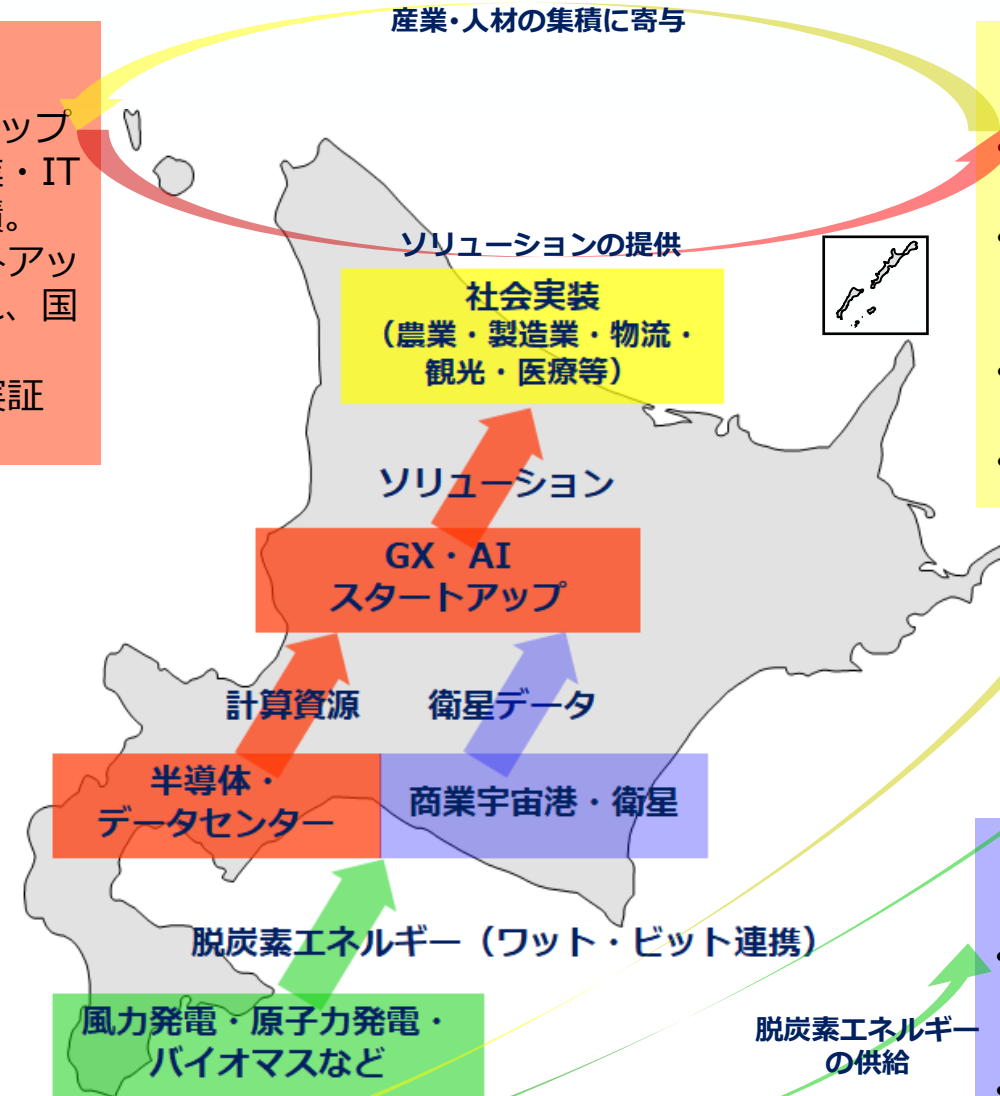 産業・人材の集積に寄与
ップ
・IT
。
トアッ
、国
実証
ソリューションの提供
社会実装
（農業・製造業・物流・
観光・医療等）
ソリューション
GX・AI
スタートアップ
計算資源
衛星データ
半導体・
データセンター
商業宇宙港・衛星
脱炭素エネルギー（ワット・ビット連携）
風力発電・原子力発電・
バイオマスなど
脱炭素エネルギー
の供給